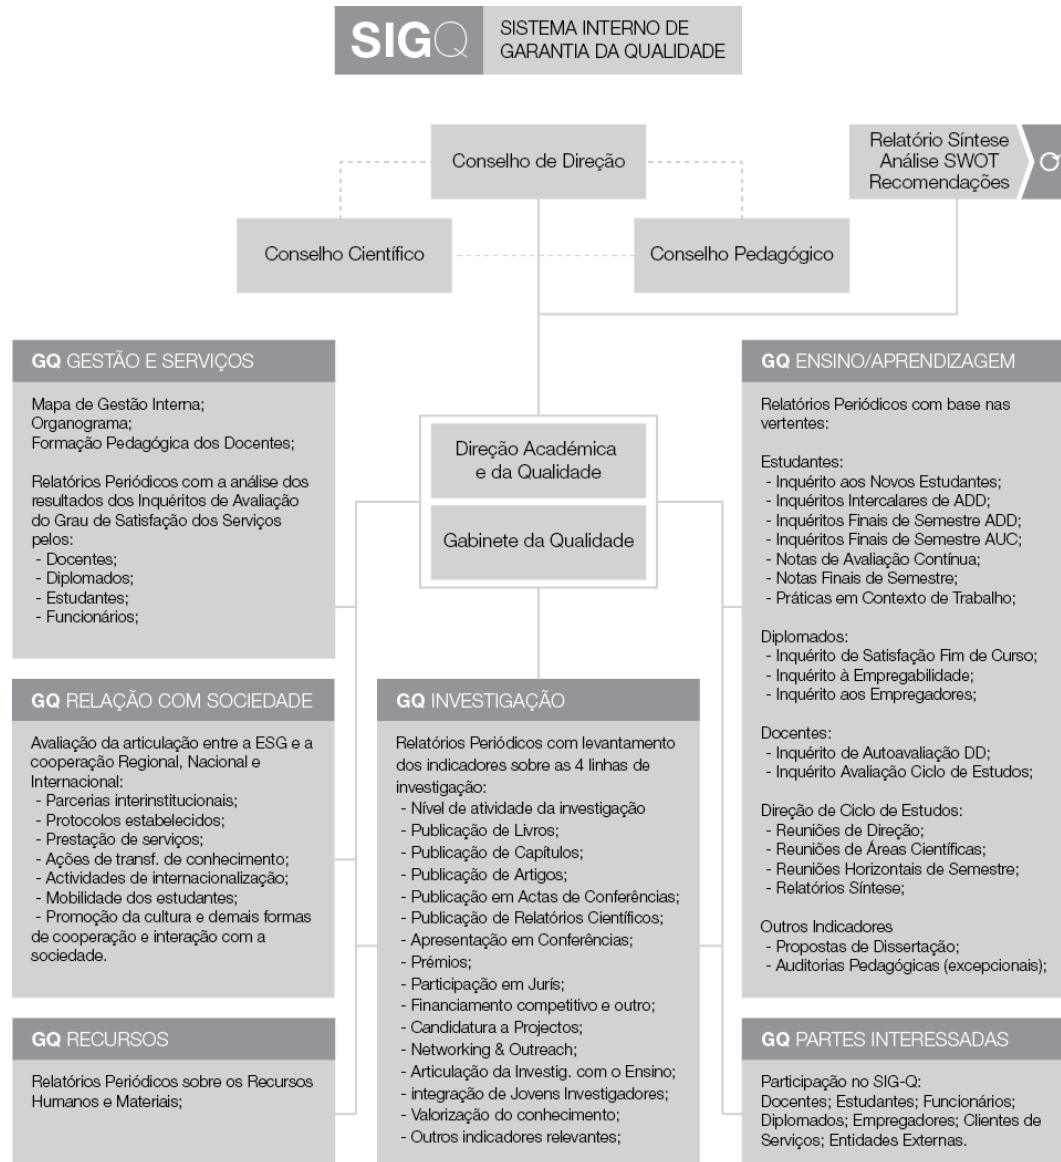 SIGQ
SISTEMA INTERNO DE
GARANTIA DA QUALIDADE
Conselho de Direção
Relatório Síntese
Análise SWOT
Recomendações
Conselho Científico
Conselho Pedagógico
GQ GESTÃO E SERVIÇOS
Mapa de Gestão Interna;
Organograma;
Formação Pedagógica dos Docentes;
Relatórios Periódicos com a análise dos
resultados dos Inquéritos de Avaliação
do Grau de Satisfação dos Serviços
pelos:
- Docentes;
- Diplomados;
- Estudantes;
- Funcionários;
Direção Académica
e da Qualidade
Gabinete da Qualidade
GQ ENSINO/APRENDIZAGEM
Relatórios Periódicos com base nas
vertentes:
Estudantes:
- Inquérito aos Novos Estudantes;
- Inquéritos Intercalares de ADD;
- Inquéritos Finais de Semestre ADD;
- Inquéritos Finais de Semestre AUC;
- Notas de Avaliação Contínua;
- Notas Finais de Semestre;
- Práticas em Contexto de Trabalho;
Diplomados:
- Inquérito de Satisfação Fim de Curso;
- Inquérito à Empregabilidade;
- Inquérito aos Empregadores;
Docentes:
- Inquérito de Autoavaliação DD;
- Inquérito Avaliação Ciclo de Estudos;
Direção de Ciclo de Estudos:
- Reuniões de Direção;
- Reuniões de Áreas Científicas;
- Reuniões Horizontais de Semestre;
- Relatórios Síntese;
Outros Indicadores
- Propostas de Dissertação;
- Auditorias Pedagógicas (excepcionais);
GQ RELAÇÃO COM SOCIEDADE
Avaliação da articulação entre a ESG e a
cooperação Regional, Nacional e
Internacional:
- Parcerias interinstitucionais;
- Protocolos estabelecidos;
- Prestação de serviços;
- Ações de transf. de conhecimento;
- Actividades de internacionalização;
- Mobilidade dos estudantes;
- Promoção da cultura e demais formas
de cooperação e interação com a
sociedade.
GQ INVESTIGAÇÃO
Relatórios Periódicos com levantamento
dos indicadores sobre as 4 linhas de
investigação:
- Nível de atividade da investigação
- Publicação de Livros;
- Publicação de Capítulos;
- Publicação de Artigos;
- Publicação em Actas de Conferências;
- Publicação de Relatórios Científicos;
- Apresentação em Conferências;
- Prémios;
- Participação em Jurís;
- Financiamento competitivo e outro;
- Candidatura a Projectos;
- Networking & Outreach;
- Articulação da Investig. com o Ensino;
- integração de Jovens Investigadores;
- Valorização do conhecimento;
- Outros indicadores relevantes;
GQ RECURSOS
Relatórios Periódicos sobre os Recursos
Humanos e Materiais;
GQ PARTES INTERESSADAS
Participação no SIG-Q:
Docentes; Estudantes; Funcionários;
Diplomados; Empregadores; Clientes de
Serviços; Entidades Externas.